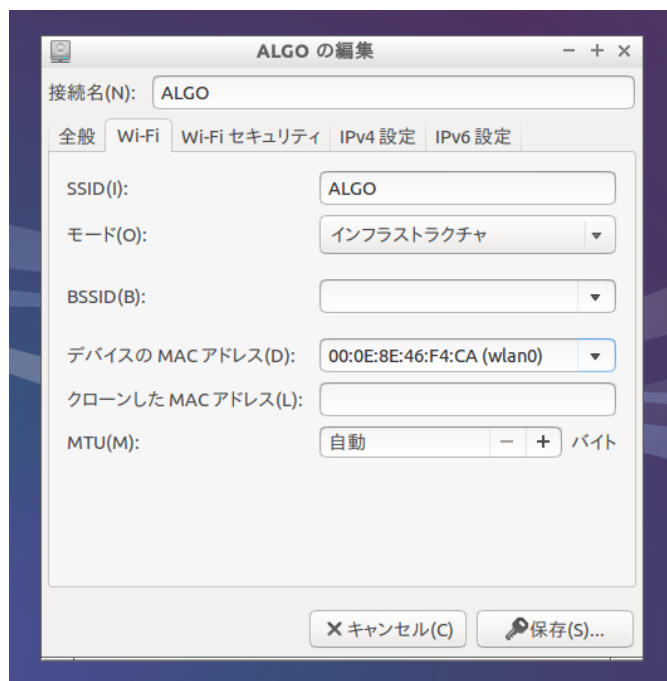 ALGO の編集
接続名(N): ALGO
全般 Wi-Fi Wi-Fi セキュリティ IPv4 設定 IPv6 設定
SSID(I): ALGO
モード(O): インフラストラクチャ
BSSID(B):
デバイスの MAC アドレス(D): 00:0E:8E:46:F4:CA (wlan0)
クローンした MAC アドレス(L):
MTU(M): 自動 − + バイト
キャンセル(C) 保存(S)...